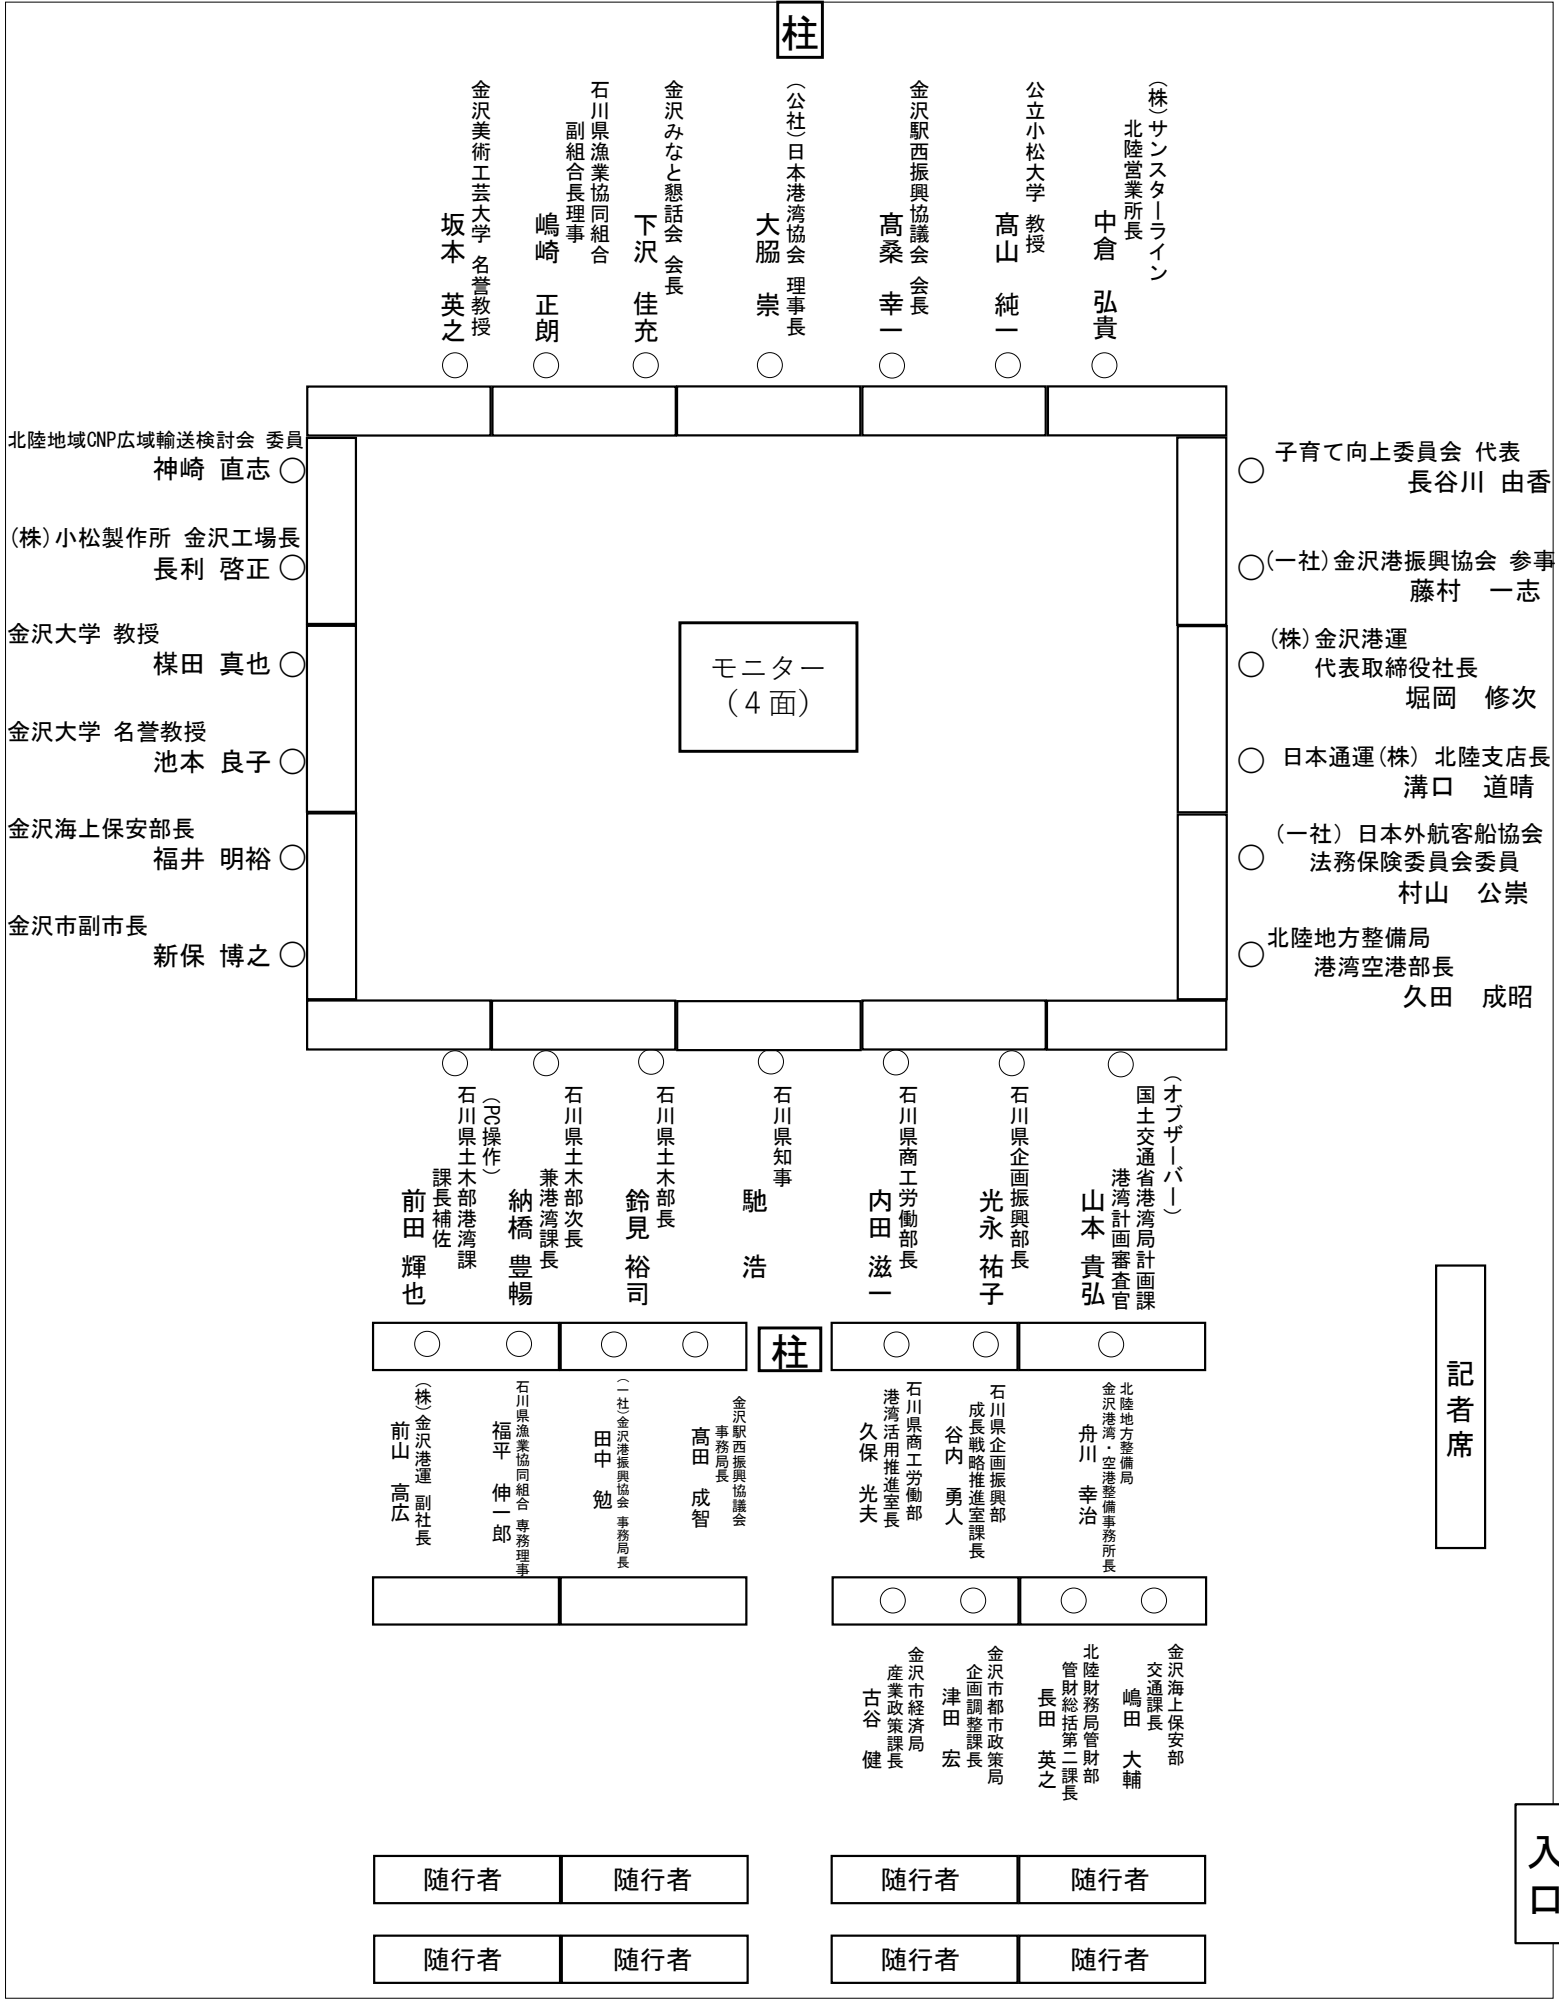 柱
金沢美術工芸大学 名誉教授
坂本 英之
石川県漁業協同組合
副組合長理事
嶋崎 正朗
金沢みなと懇話会 会長
下沢 佳充
(公社)日本港湾協会 理事長
大脇 崇
金沢駅西振興協議会 会長
髙桑 幸一
公立小松大学 教授
髙山 純一
(株)サンスターライン
北陸営業所長
中倉 弘貴
北陸地域CNP広域輸送検討会 委員
神崎 直志
(株)小松製作所 金沢工場長
長利 啓正
金沢大学 教授
楳田 真也
金沢大学 名誉教授
池本 良子
金沢海上保安部長
福井 明裕
金沢市副市長
新保 博之
モニター
(4面)
子育て向上委員会 代表
長谷川 由香
(一社)金沢港振興協会 参事
藤村 一志
(株)金沢港運
代表取締役社長
堀岡 修次
日本通運(株) 北陸支店長
溝口 道晴
(一社) 日本外航客船協会
法務保険委員会委員
村山 公崇
北陸地方整備局
港湾空港部長
久田 成昭
(PC操作)
石川県土木部港湾課
課長補佐
前田 輝也
石川県土木部次長
兼港湾課長
納橋 豊暢
石川県土木部長
鈴見 裕司
石川県知事
馳 浩
石川県商工労働部長
内田 滋一
石川県企画振興部長
光永 祐子
(オブザーバー)
国土交通省港湾局計画課
港湾計画審査官
山本 貴弘
柱
(株)金沢港運 副社長
前山 高広
石川県漁業協同組合 専務理事
福平 伸一郎
(一社)金沢港振興協会 事務局長
田中 勉
金沢駅西振興協議会
事務局長
髙田 成智
石川県商工労働部
港湾活用推進室長
久保 光夫
石川県企画振興部
成長戦略推進室課長
谷内 勇人
北陸地方整備局
金沢港湾・空港整備事務所長
舟川 幸治
記者席
金沢市経済局
産業政策課長
古谷 健
金沢市都市政策局
企画調整課長
津田 宏
北陸財務局管財部
管財総括第二課長
長田 英之
金沢海上保安部
交通課長
嶋田 大輔
入口
随行者 随行者 随行者 随行者
随行者 随行者 随行者 随行者